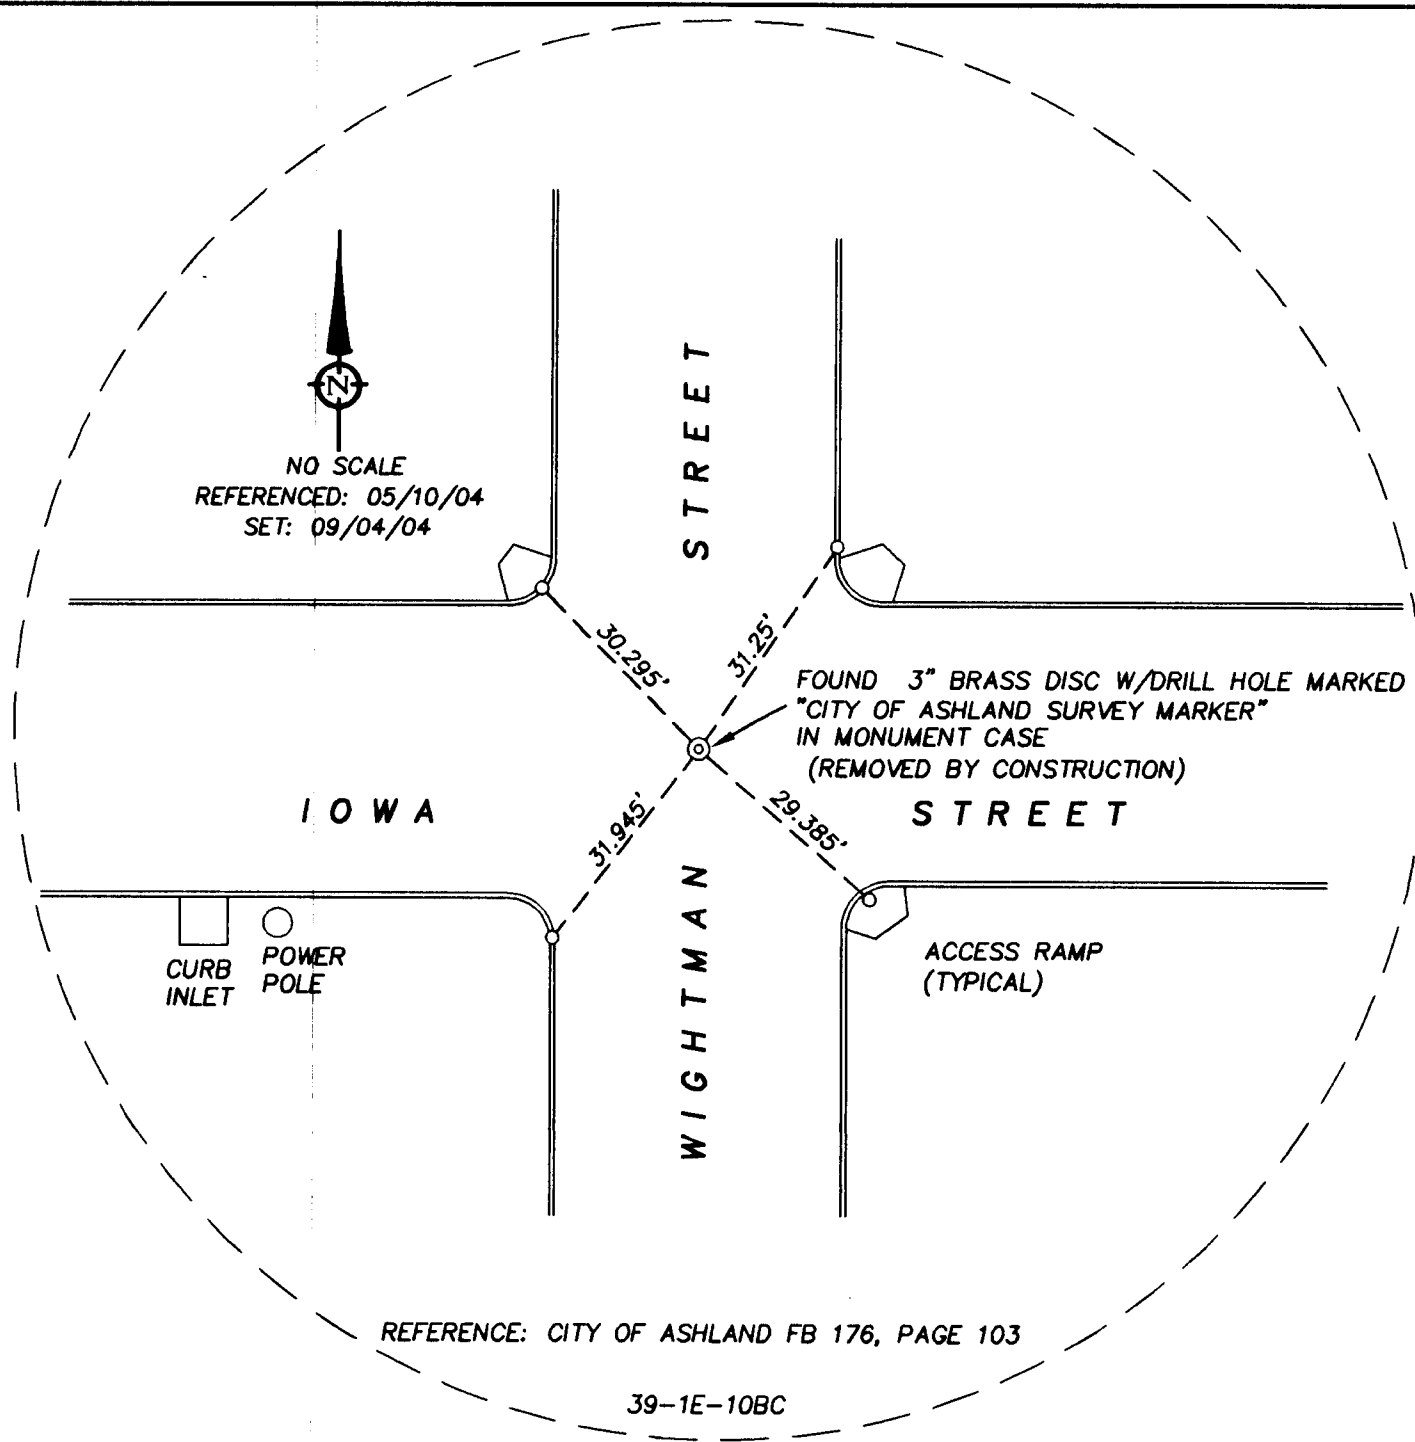 STREET
N
NO SCALE
REFERENCED: 05/10/04
SET: 09/04/04
30.295'
31.25'
FOUND 3" BRASS DISC W/DRILL HOLE MARKED
"CITY OF ASHLAND SURVEY MARKER"
IN MONUMENT CASE
(REMOVED BY CONSTRUCTION)
IOWA
STREET
31.945'
29.385'
WIGHTMAN
CURB
INLET
POWER
POLE
ACCESS RAMP
(TYPICAL)
REFERENCE: CITY OF ASHLAND FB 176, PAGE 103
39-1E-10BC